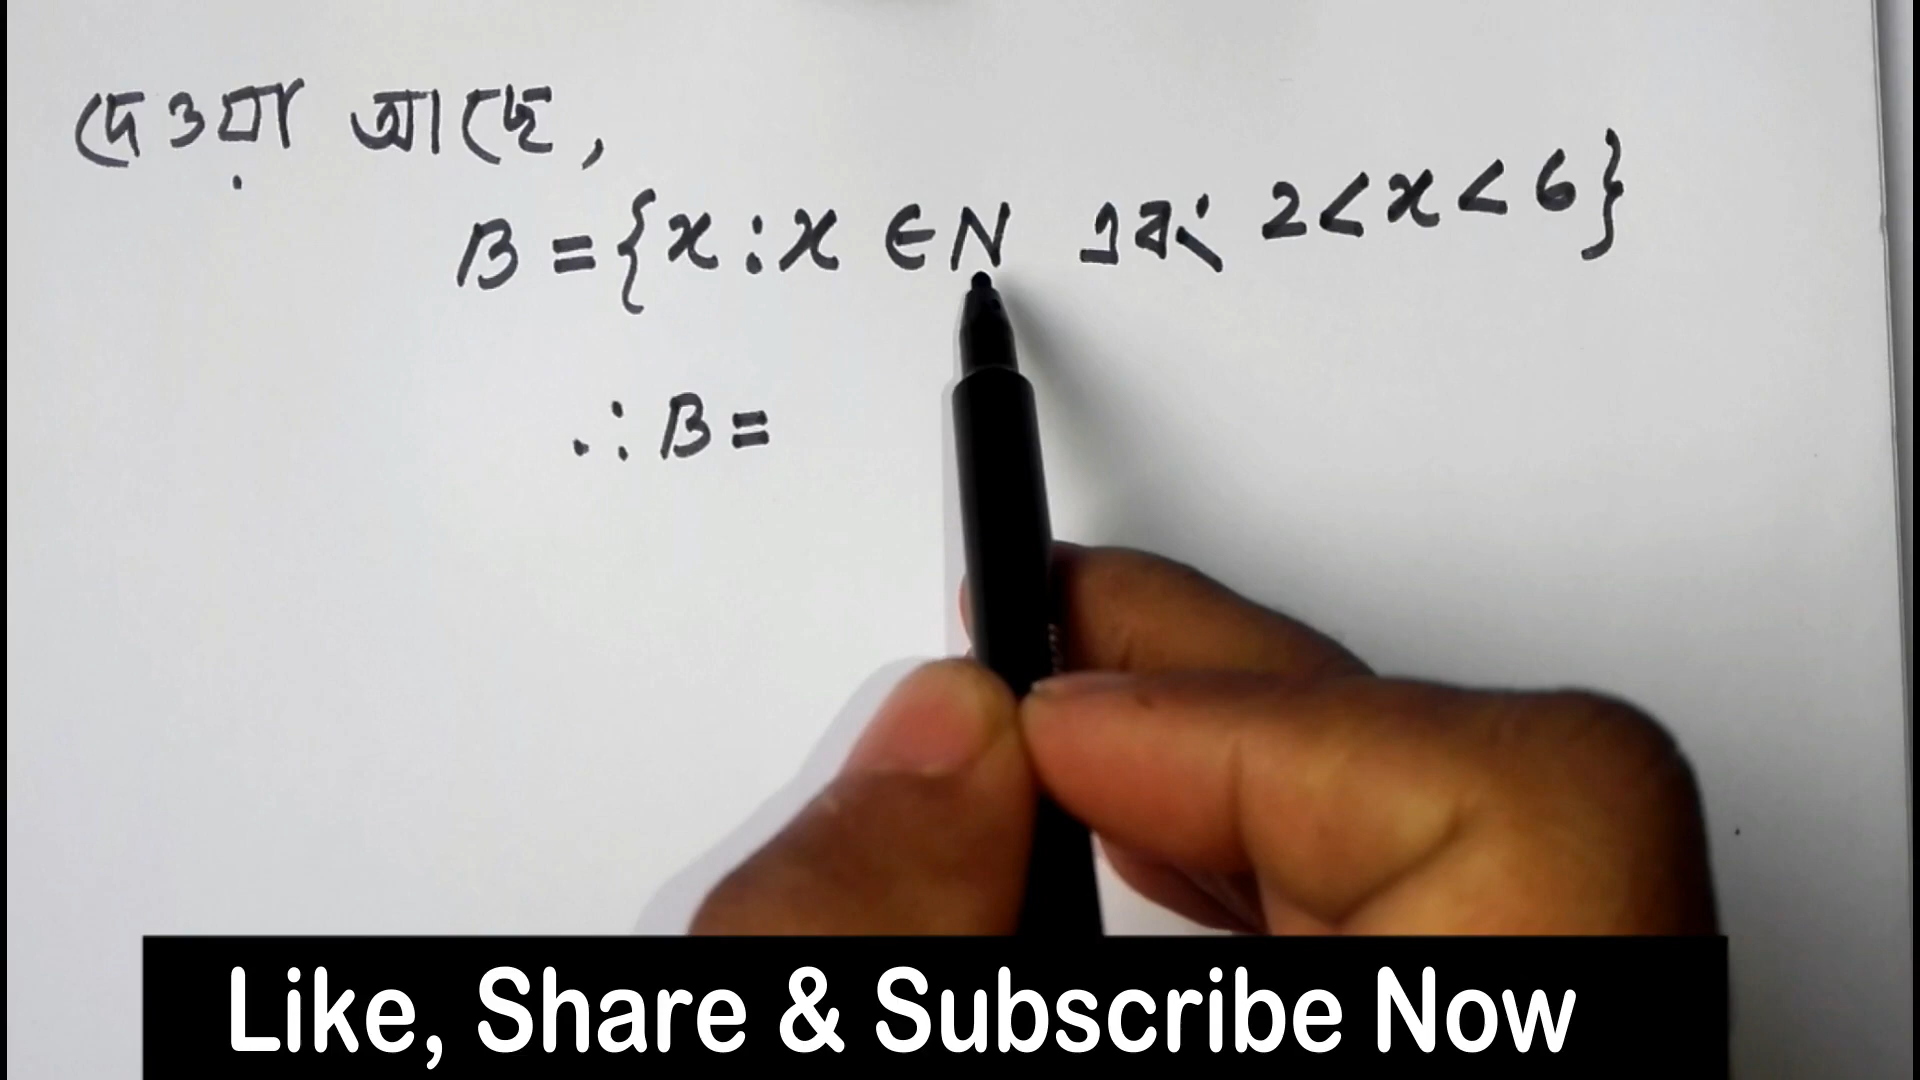 দেওয়া আছে,
B = {x : x ∈ N এবং 2 < x < 6}
∴ B =
Like, Share & Subscribe Now